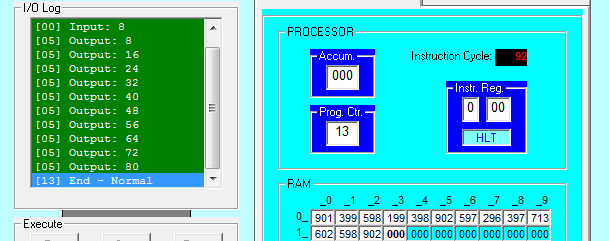 I/O Log
[00] Input: 8
[05] Output: 8
[05] Output: 16
[05] Output: 24
[05] Output: 32
[05] Output: 40
[05] Output: 48
[05] Output: 56
[05] Output: 64
[05] Output: 72
[05] Output: 80
[13] End - Normal
Execute
PROCESSOR
Accum.
000
Instruction Cycle: 92
Prog. Ctr.
13
Instr. Reg.
0 00
HLT
RAM
_0 _1 _2 _3 _4 _5 _6 _7 _8 _9
0_ 901 399 598 199 398 902 597 296 397 713
1_ 602 598 902 000 000 000 000 000 000 000